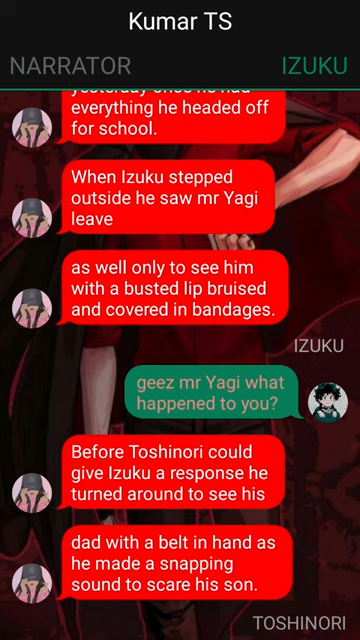 Kumar TS
NARRATOR
IZUKU
everything he headed off
for school.
When Izuku stepped
outside he saw mr Yagi
leave
as well only to see him
with a busted lip bruised
and covered in bandages.
IZUKU
geez mr Yagi what
happened to you?
Before Toshinori could
give Izuku a response he
turned around to see his
dad with a belt in hand as
he made a snapping
sound to scare his son.
TOSHINORI